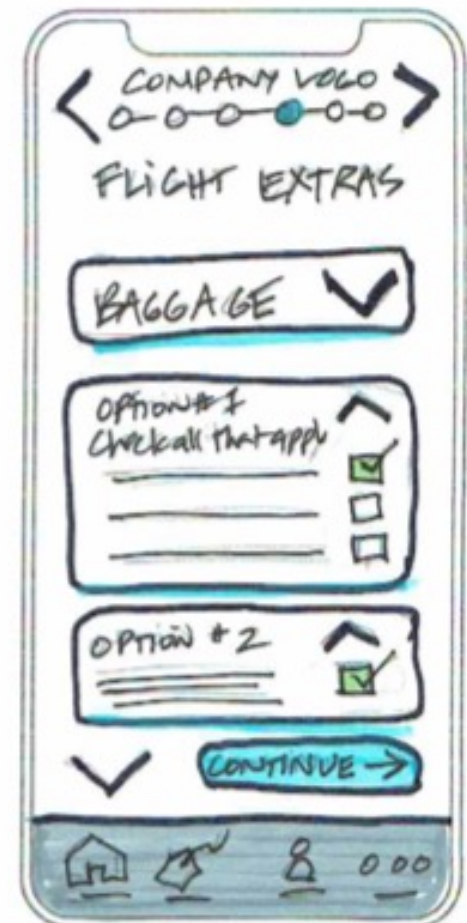 COMPANY LOGO
FLIGHT EXTRAS
BAGGAGE
OPTION # 1
Check all that apply
OPTION # 2
CONTINUE →